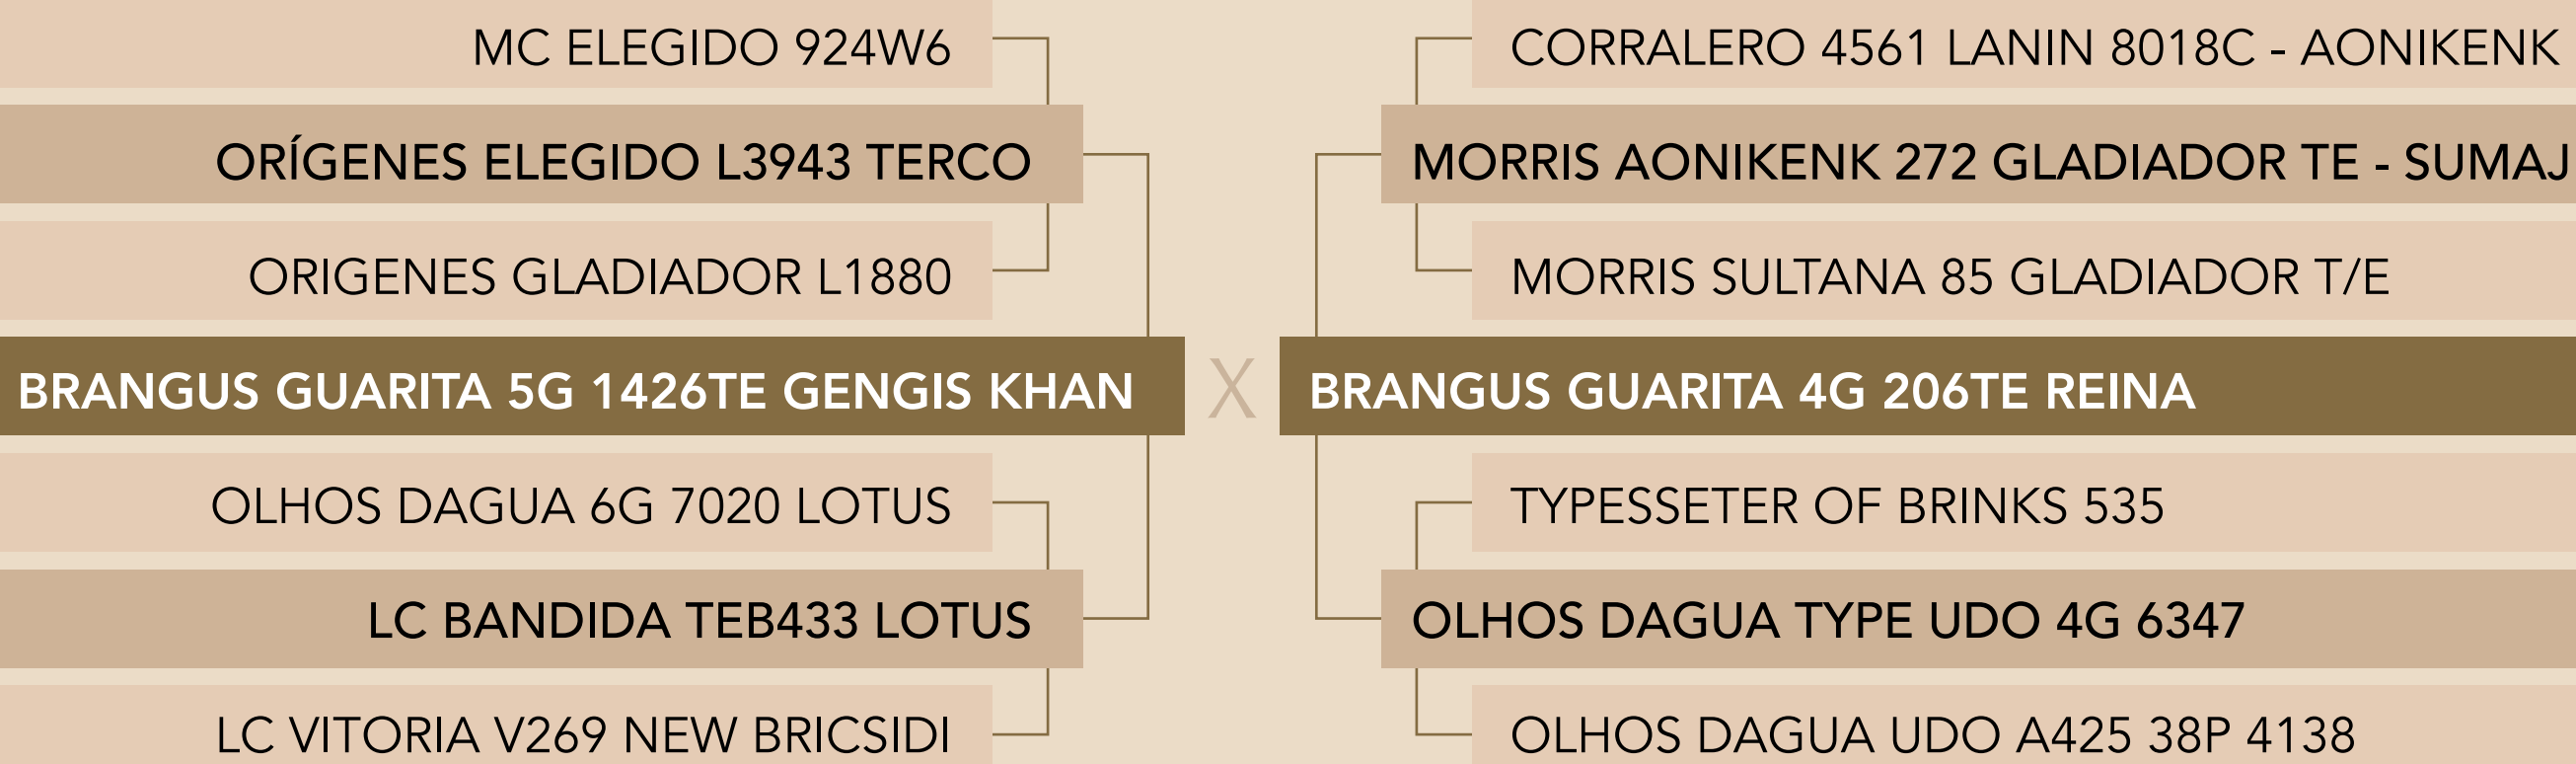 MC ELEGIDO 924W6
ORÍGENES ELEGIDO L3943 TERCO
ORIGENES GLADIADOR L1880
BRANGUS GUARITA 5G 1426TE GENGIS KHAN
OLHOS DAGUA 6G 7020 LOTUS
LC BANDIDA TEB433 LOTUS
LC VITORIA V269 NEW BRICSIDI
X
CORRALERO 4561 LANIN 8018C - AONIKENK
MORRIS AONIKENK 272 GLADIADOR TE - SUMAJ
MORRIS SULTANA 85 GLADIADOR T/E
BRANGUS GUARITA 4G 206TE REINA
TYPESSETER OF BRINKS 535
OLHOS DAGUA TYPE UDO 4G 6347
OLHOS DAGUA UDO A425 38P 4138